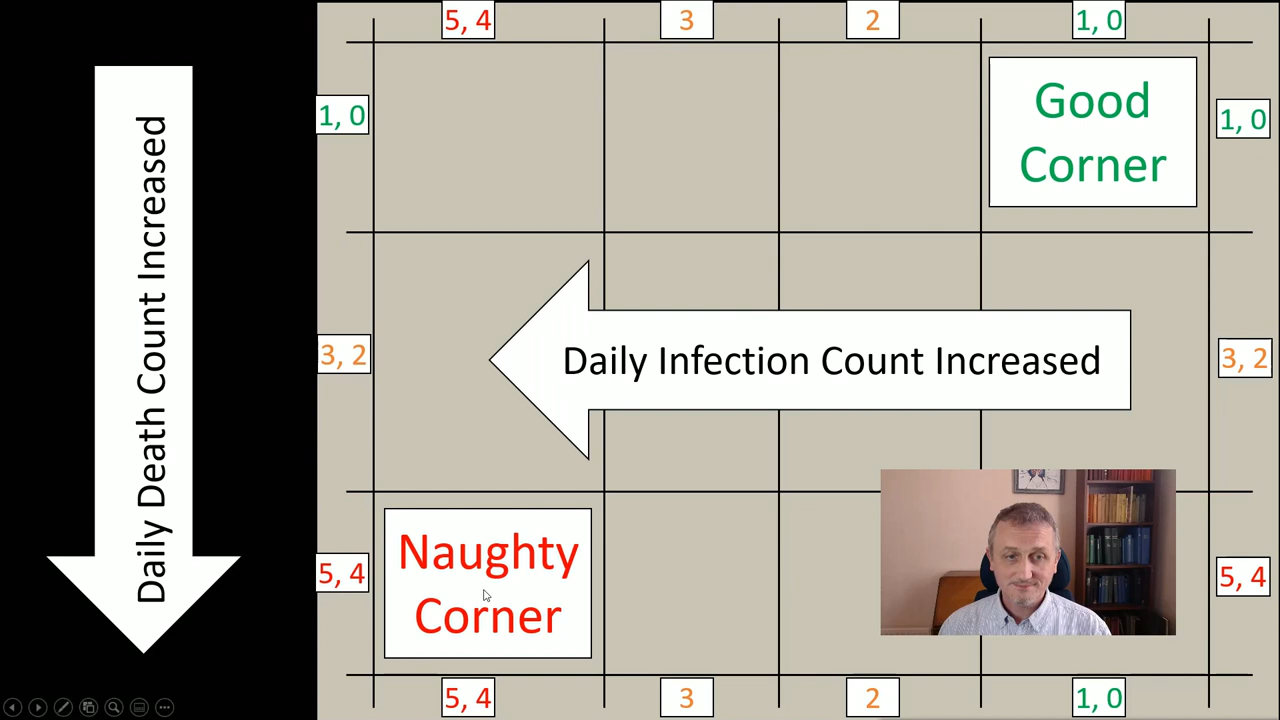 5, 4
3
2
1, 0
1, 0
Good
Corner
1, 0
Daily Death Count Increased
3, 2
Daily Infection Count Increased
3, 2
5, 4
Naughty
Corner
5, 4
5, 4
3
2
1, 0